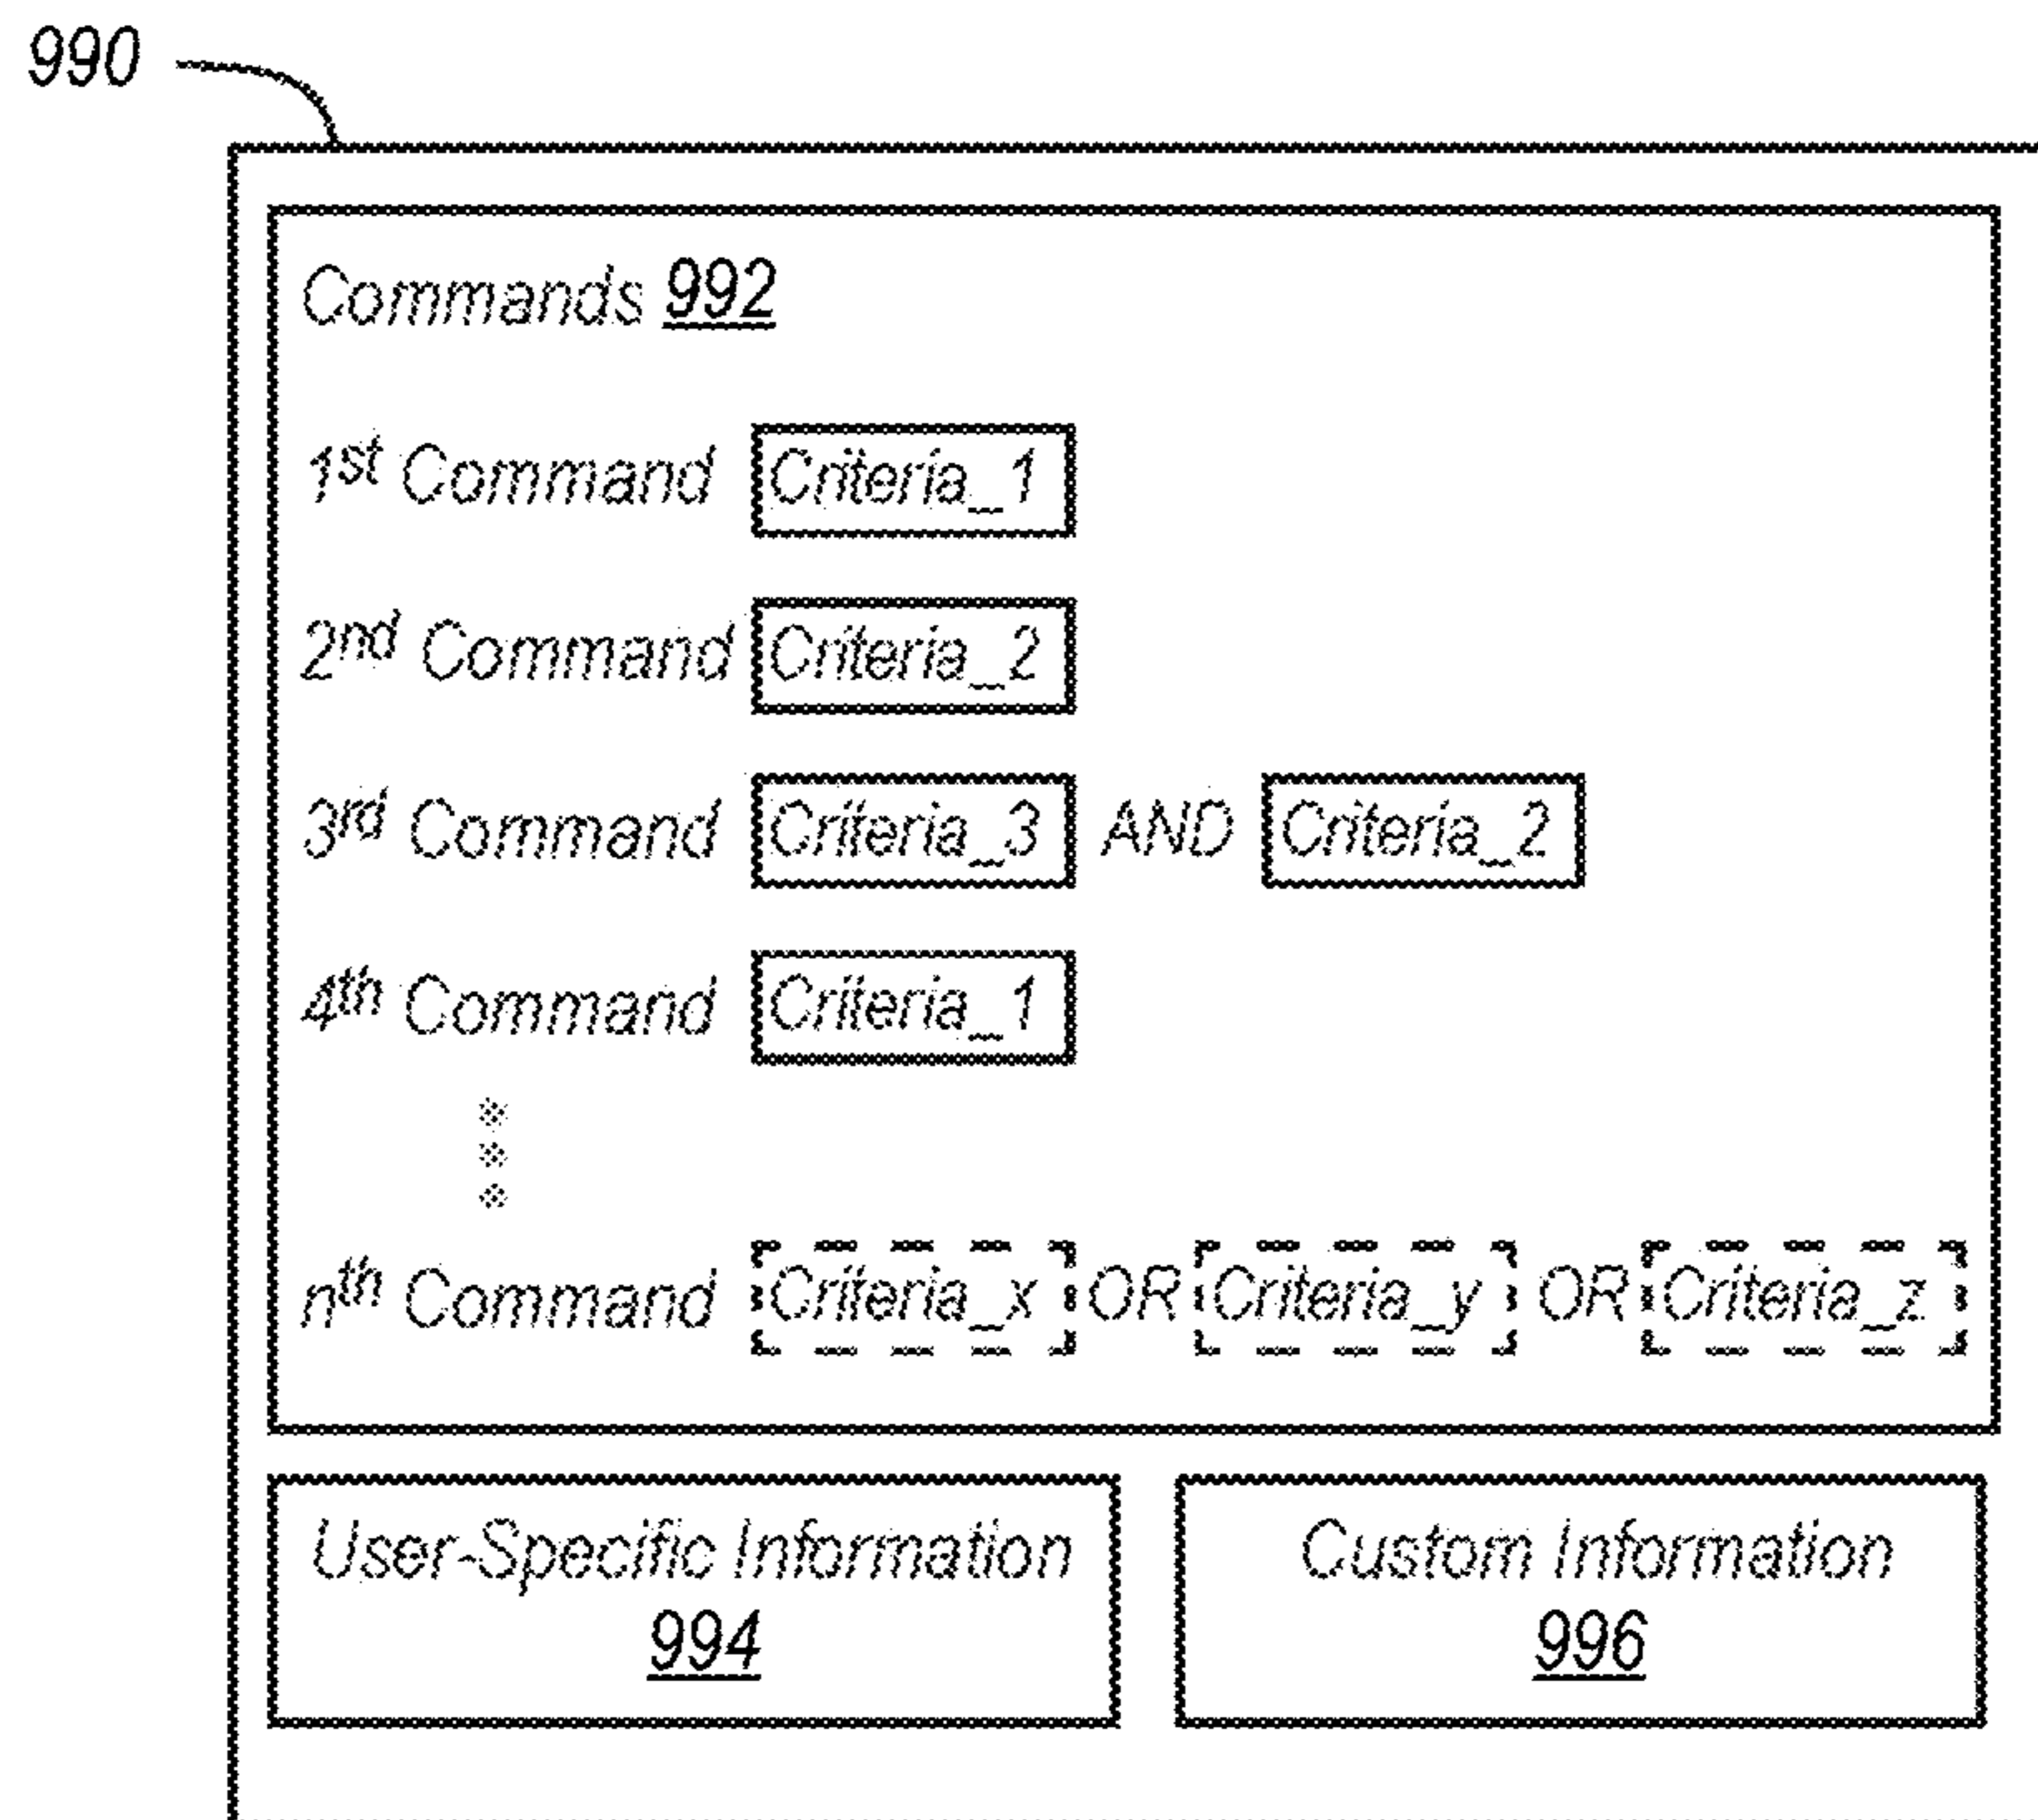 990
Commands 992
1st Command Criteria_1
2nd Command Criteria_2
3rd Command Criteria_3 AND Criteria_2
4th Command Criteria_1
nth Command Criteria_x OR Criteria_y OR Criteria_z
User-Specific Information
994
Custom Information
996